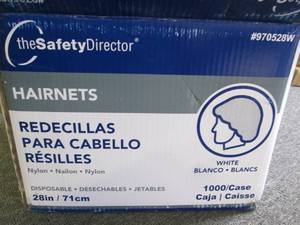 theSafetyDirector®
#970528W
HAIRNETS
REDECILLAS
PARA CABELLO
RÉSILLES
Nylon • Nailon • Nylon
WHITE
BLANCO • BLANCS
DISPOSABLE • DESECHABLES • JETABLES
28in / 71cm
1000/Case
Caja | Caisse